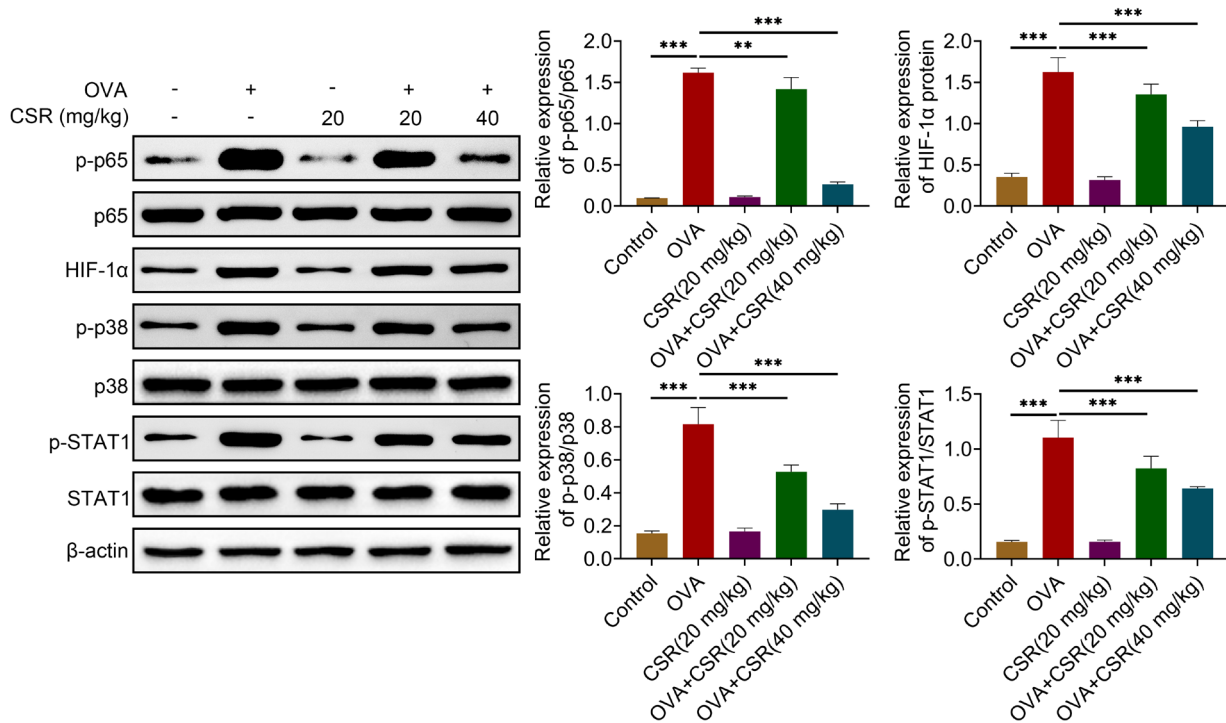 OVA - + - + +
CSR (mg/kg) - - 20 20 40
p-p65
p65
HIF-1α
p-p38
p38
p-STAT1
STAT1
β-actin
Relative expression
of p-p65/p65
2.0
1.5
1.0
0.5
0.0
*** ** ***
Control
OVA
CSR(20 mg/kg)
OVA+CSR(20 mg/kg)
OVA+CSR(40 mg/kg)
Relative expression
of HIF-1α protein
2.0
1.5
1.0
0.5
0.0
*** *** ***
Control
OVA
CSR(20 mg/kg)
OVA+CSR(20 mg/kg)
OVA+CSR(40 mg/kg)
Relative expression
of p-p38/p38
1.0
0.8
0.6
0.4
0.2
0.0
*** *** ***
Control
OVA
CSR(20 mg/kg)
OVA+CSR(20 mg/kg)
OVA+CSR(40 mg/kg)
Relative expression
of p-STAT1/STAT1
1.5
1.0
0.5
0.0
*** *** ***
Control
OVA
CSR(20 mg/kg)
OVA+CSR(20 mg/kg)
OVA+CSR(40 mg/kg)